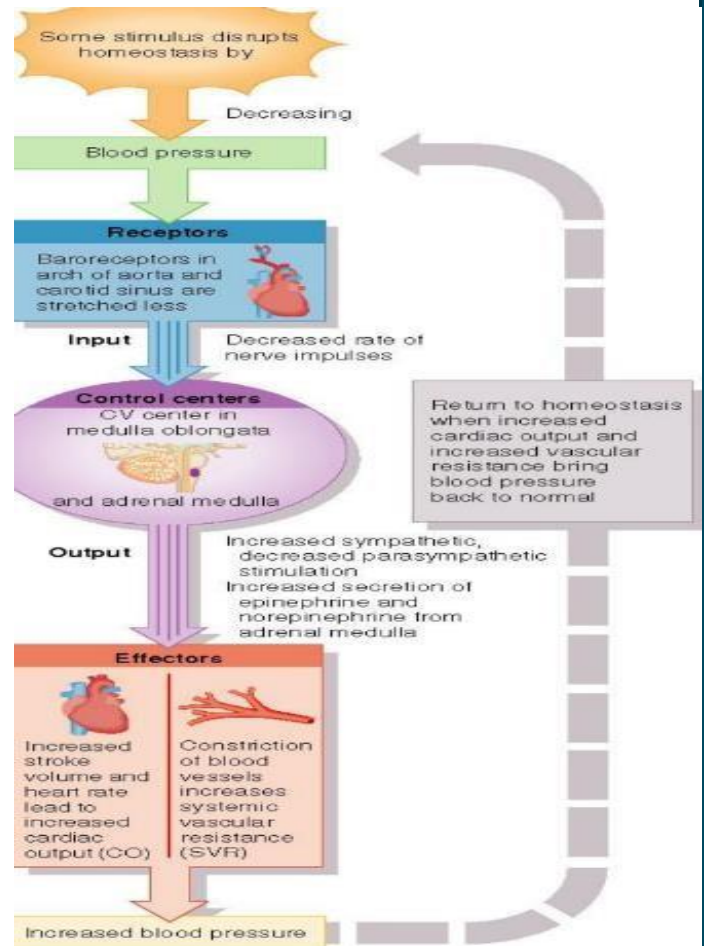 Some stimulus disrupts
homeostasis by
Decreasing
Blood pressure
Receptors
Baroreceptors in
arch of aorta and
carotid sinus are
stretched less
Input
Decreased rate of
nerve impulses
Control centers
CV center in
medulla oblongata
and adrenal medulla
Return to homeostasis
when increased
cardiac output and
increased vascular
resistance bring
blood pressure
back to normal
Output
Increased sympathetic,
decreased parasympathetic
stimulation
Increased secretion of
epinephrine and
norepinephrine from
adrenal medulla
Effectors
Increased
stroke
volume and
heart rate
lead to
increased
cardiac
output (CO)
Constriction
of blood
vessels
increases
systemic
vascular
resistance
(SVR)
Increased blood pressure